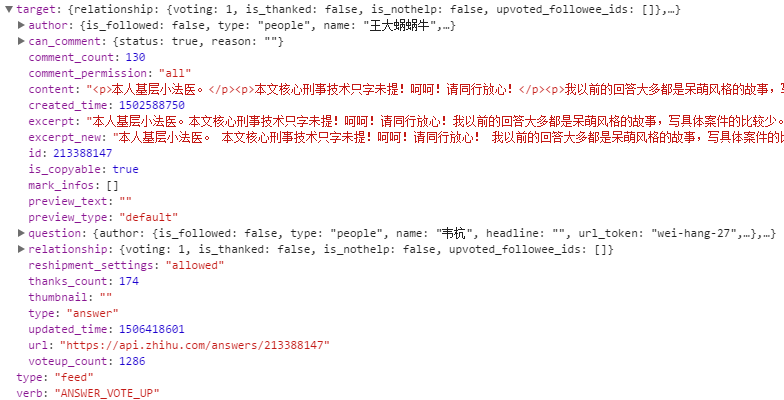 ▼target: {relationship: {voting: 1, is_thanked: false, is_nothelp: false, upvoted_followee_ids: []},…}
▶author: {is_followed: false, type: "people", name: "王大蜗蜗牛",…}
▶can_comment: {status: true, reason: ""}
comment_count: 130
comment_permission: "all"
content: "<p>本人基层小法医。</p><p>本文核心刑事技术只字未提！呵呵！请同行放心！</p><p>我以前的回答大多都是呆萌风格的故事，写
created_time: 1502588750
excerpt: "本人基层小法医。本文核心刑事技术只字未提！呵呵！请同行放心！我以前的回答大多都是呆萌风格的故事，写具体案件的比较少。
excerpt_new: "本人基层小法医。 本文核心刑事技术只字未提！呵呵！请同行放心！ 我以前的回答大多都是呆萌风格的故事，写具体案件的比
id: 213388147
is_copyable: true
mark_infos: []
preview_text: ""
preview_type: "default"
▶question: {author: {is_followed: false, type: "people", name: "韦杭", headline: "", url_token: "wei-hang-27",…},…}
▶relationship: {voting: 1, is_thanked: false, is_nothelp: false, upvoted_followee_ids: []}
reshipment_settings: "allowed"
thanks_count: 174
thumbnail: ""
type: "answer"
updated_time: 1506418601
url: "https://api.zhihu.com/answers/213388147"
voteup_count: 1286
type: "feed"
verb: "ANSWER_VOTE_UP"